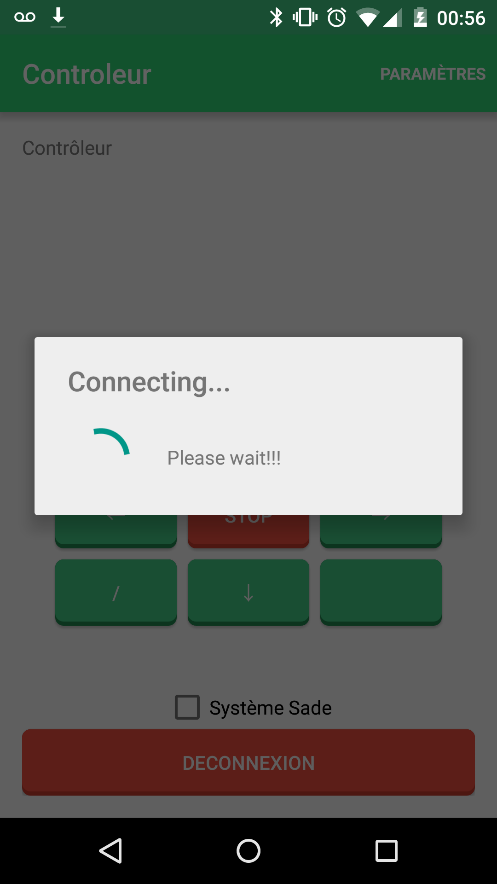 00:56
Controleur PARAMÈTRES
Contrôleur
Connecting...
Please wait!!!
← STOP →
/ ↓
Système Sade
DECONNEXION